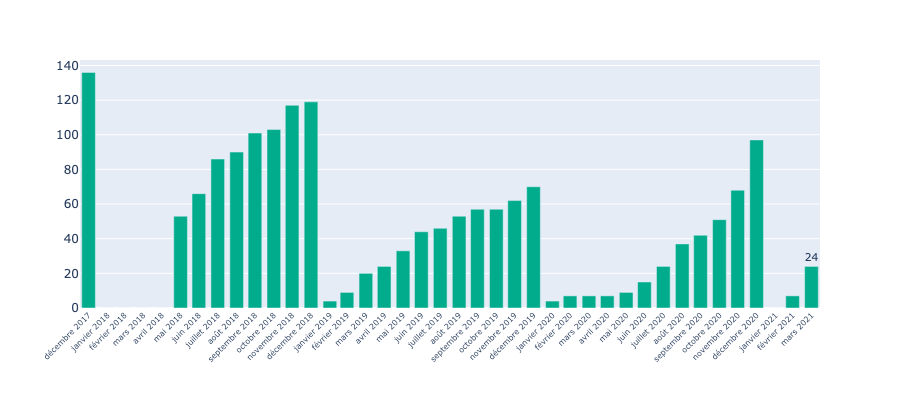 140
120
100
80
60
40
20
0
24
décembre 2017
janvier 2018
février 2018
mars 2018
avril 2018
mai 2018
juin 2018
juillet 2018
août 2018
septembre 2018
octobre 2018
novembre 2018
décembre 2018
janvier 2019
février 2019
mars 2019
avril 2019
mai 2019
juin 2019
juillet 2019
août 2019
septembre 2019
octobre 2019
novembre 2019
décembre 2019
janvier 2020
février 2020
mars 2020
avril 2020
mai 2020
juin 2020
juillet 2020
août 2020
septembre 2020
octobre 2020
novembre 2020
décembre 2020
janvier 2021
février 2021
mars 2021